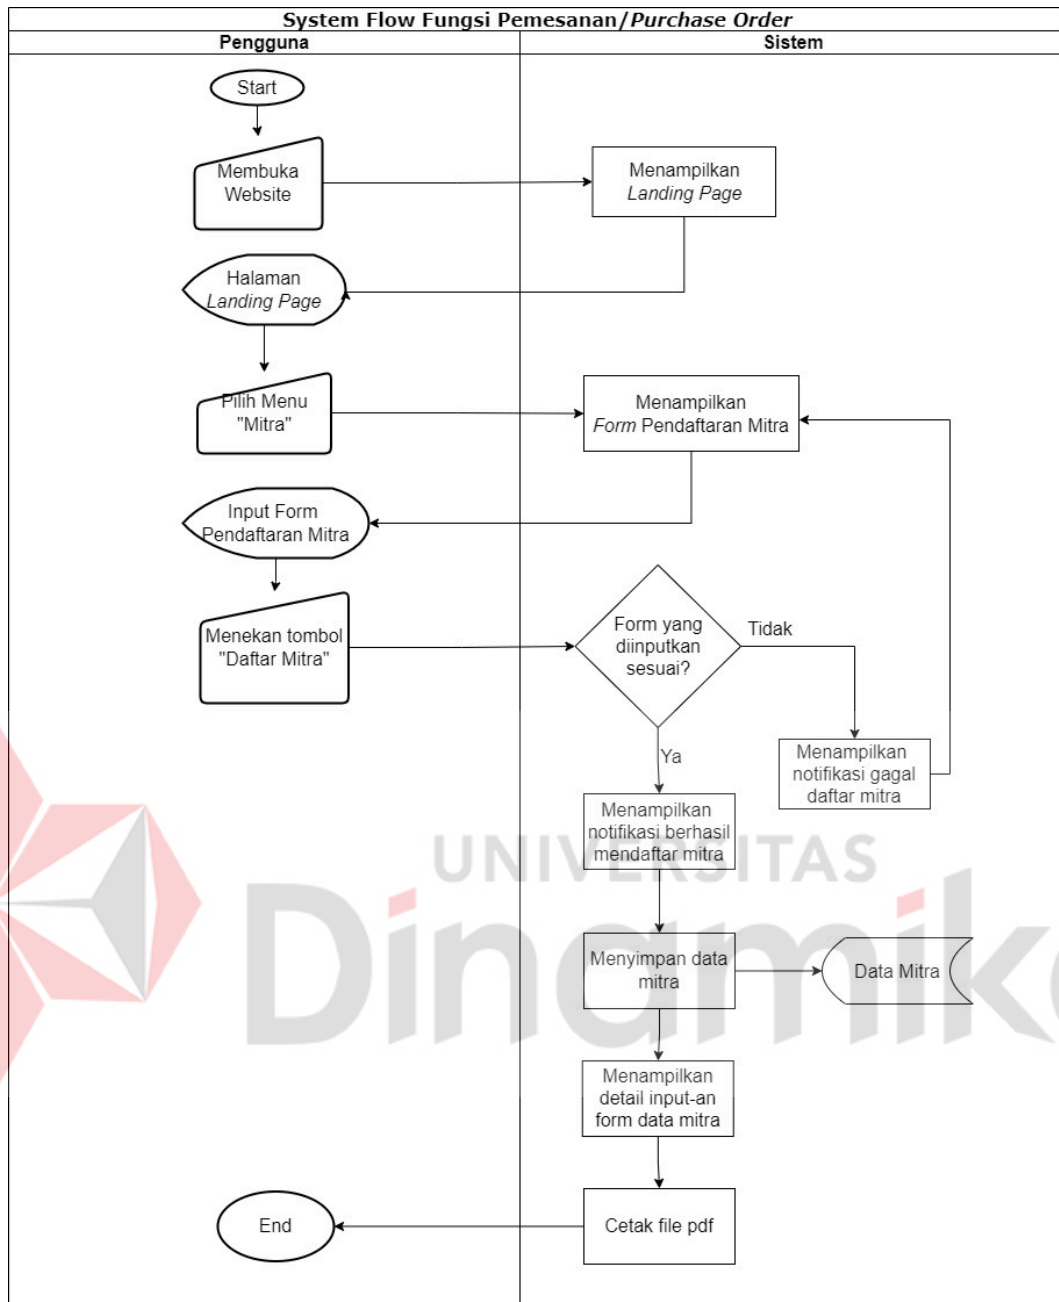 System Flow Fungsi Pemesanan/Purchase Order
Pengguna
Sistem
Start
Membuka
Website
Menampilkan
Landing Page
Halaman
Landing Page
Pilih Menu
"Mitra"
Menampilkan
Form Pendaftaran Mitra
Input Form
Pendaftaran Mitra
Menekan tombol
"Daftar Mitra"
Form yang
diinputkan
sesuai?
Tidak
Ya
Menampilkan
notifikasi gagal
daftar mitra
Menampilkan
notifikasi berhasil
mendaftar mitra
UNIVERSITAS
Dinamika
Menyimpan data
mitra
Data Mitra
Menampilkan
detail input-an
form data mitra
Cetak file pdf
End